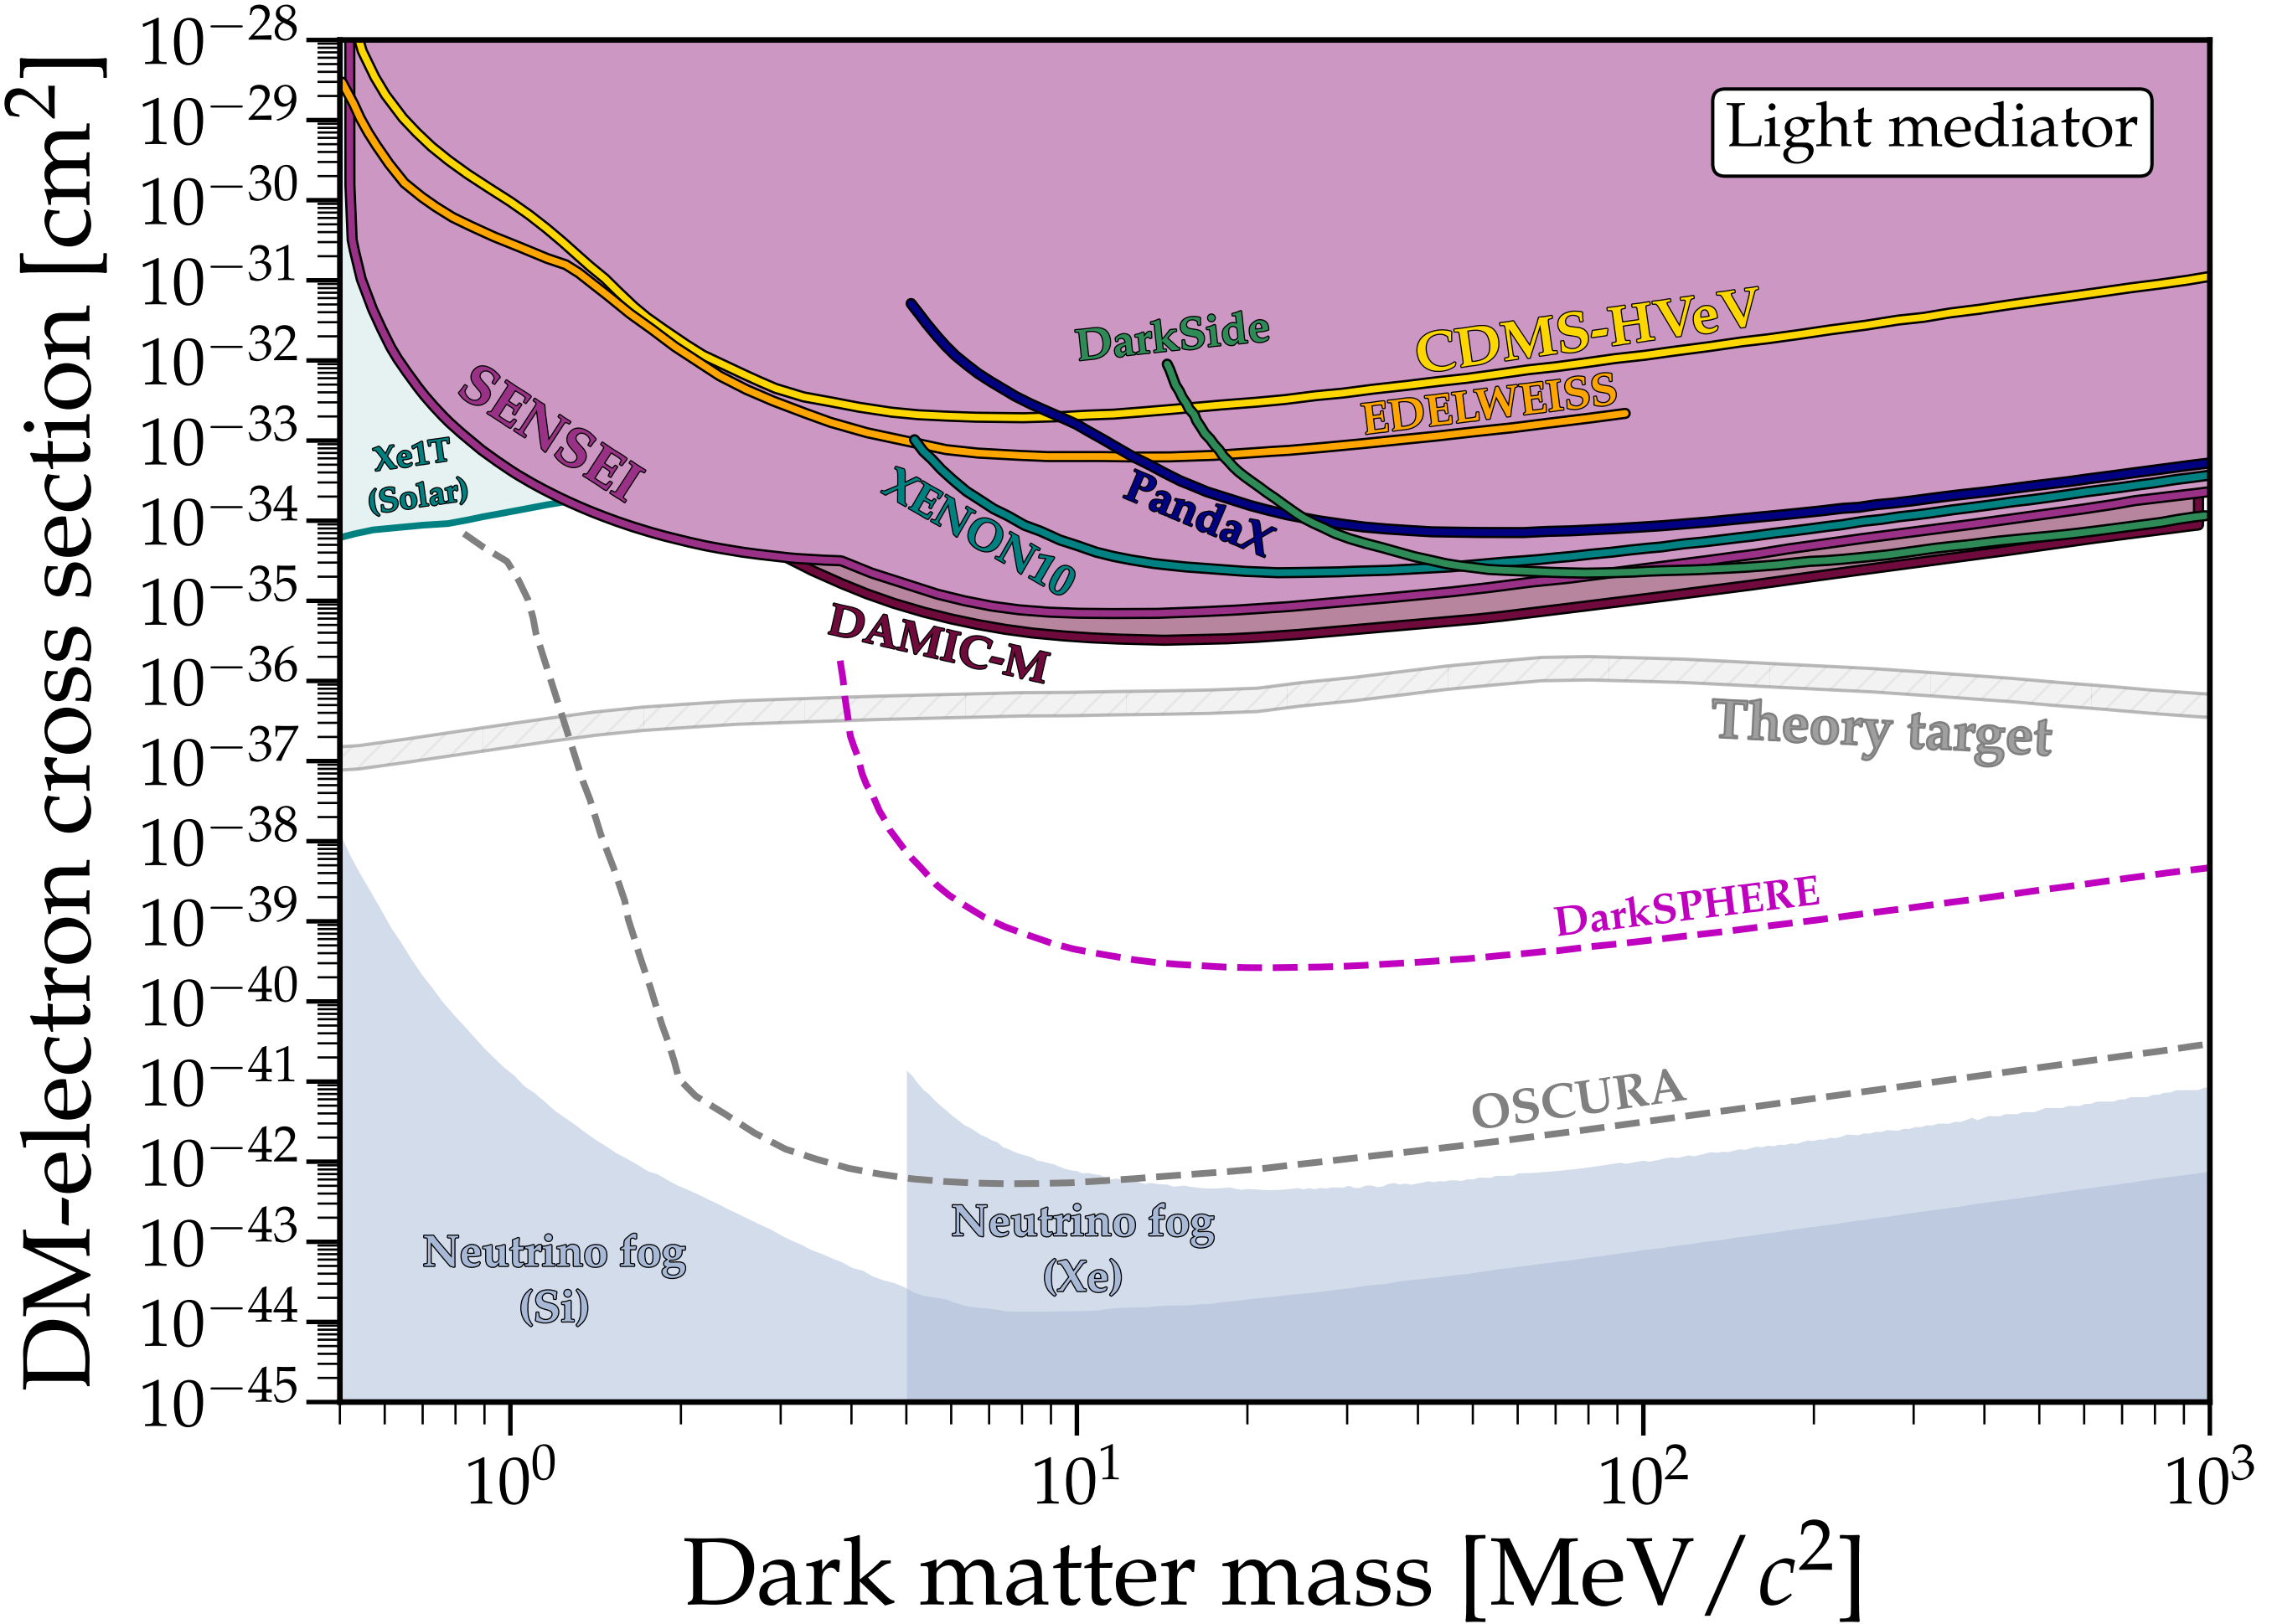 DM-electron cross section [cm²]
10⁻²⁸
10⁻²⁹
10⁻³⁰
10⁻³¹
10⁻³²
10⁻³³
10⁻³⁴
10⁻³⁵
10⁻³⁶
10⁻³⁷
10⁻³⁸
10⁻³⁹
10⁻⁴⁰
10⁻⁴¹
10⁻⁴²
10⁻⁴³
10⁻⁴⁴
10⁻⁴⁵
Light mediator
CDMS-HVeV
DarkSide
EDELWEISS
SENSEI
Xe1T
(Solar)
XENON10
PandaX
DAMIC-M
Theory target
DarkSPHERE
OSCURA
Neutrino fog
(Xe)
Neutrino fog
(Si)
10⁰
10¹
10²
10³
Dark matter mass [MeV/c²]